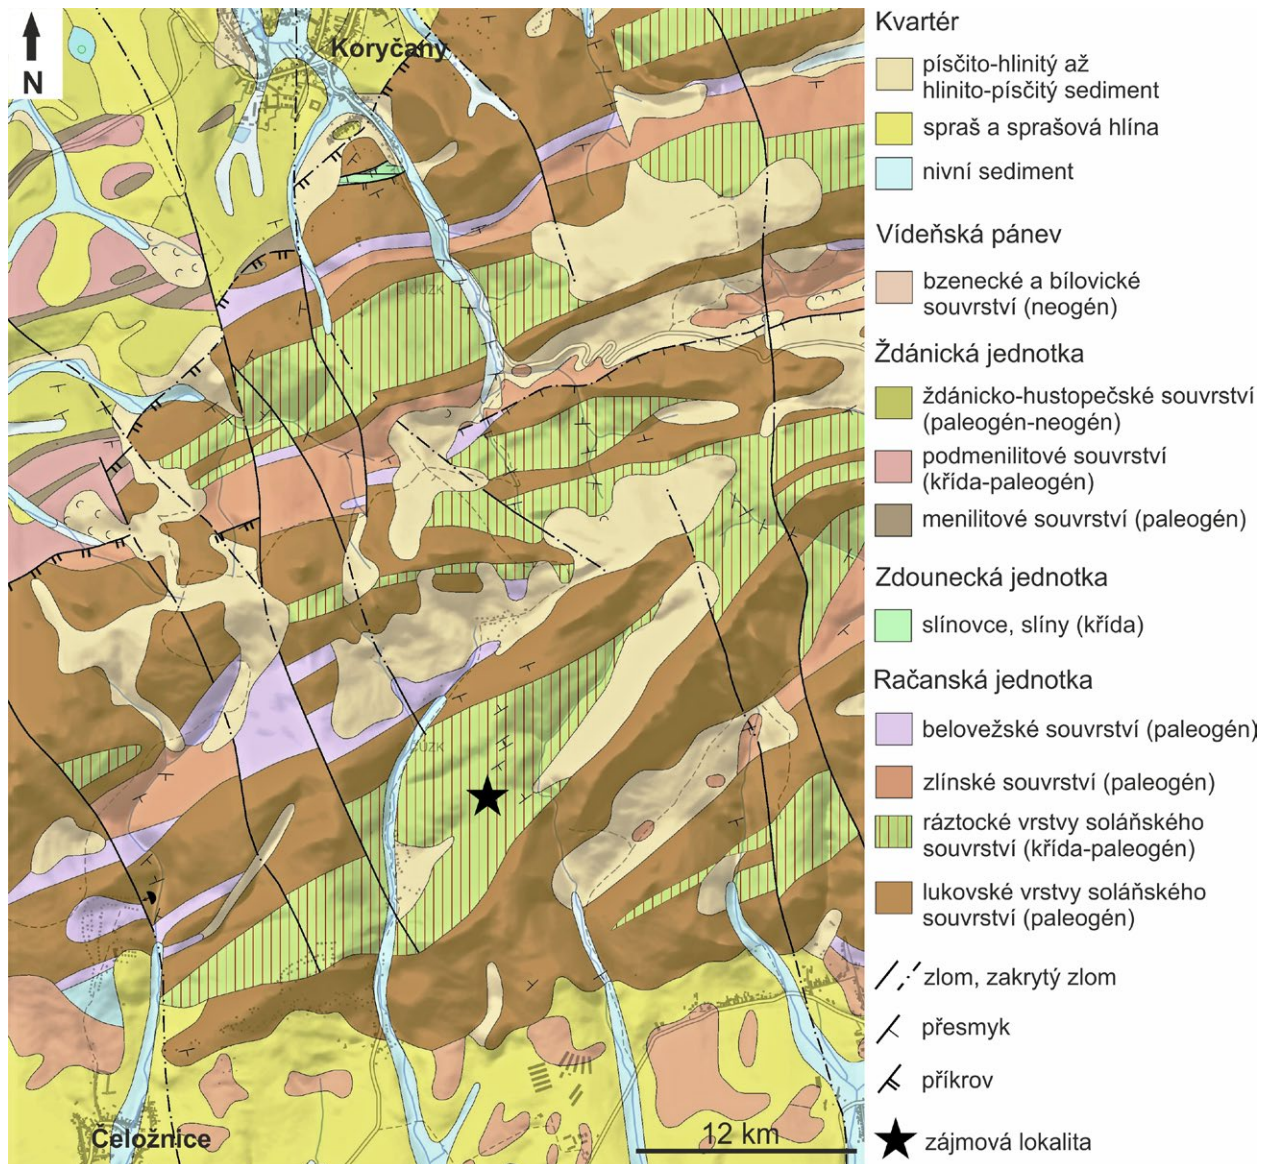 N
Koryčany
ČÚZK
ČÚZK
Čeložnice
12 km
Kvartér
písčito-hlinitý až
hlinito-písčitý sediment
spraš a sprašová hlína
nivní sediment
Vídeňská pánev
bzenecké a bílovické
souvrství (neogén)
Ždánická jednotka
ždánicko-hustopečské souvrství
(paleogén-neogén)
podmenilitové souvrství
(křída-paleogén)
menilitové souvrství (paleogén)
Zdounecká jednotka
slínovce, slíny (křída)
Račanská jednotka
belovežské souvrství (paleogén)
zlínské souvrství (paleogén)
ráztocké vrstvy soláňského
souvrství (křída-paleogén)
lukovské vrstvy soláňského
souvrství (paleogén)
zlom, zakrytý zlom
přesmyk
příkrov
zájmová lokalita